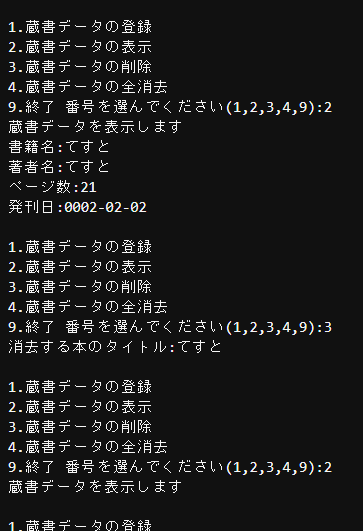 1.蔵書データの登録
2.蔵書データの表示
3.蔵書データの削除
4.蔵書データの全消去
9.終了 番号を選んでください(1,2,3,4,9):2
蔵書データを表示します
書籍名:てすと
著者名:てすと
ページ数:21
発刊日:0002-02-02
1.蔵書データの登録
2.蔵書データの表示
3.蔵書データの削除
4.蔵書データの全消去
9.終了 番号を選んでください(1,2,3,4,9):3
消去する本のタイトル:てすと
1.蔵書データの登録
2.蔵書データの表示
3.蔵書データの削除
4.蔵書データの全消去
9.終了 番号を選んでください(1,2,3,4,9):2
蔵書データを表示します
1.蔵書データの登録